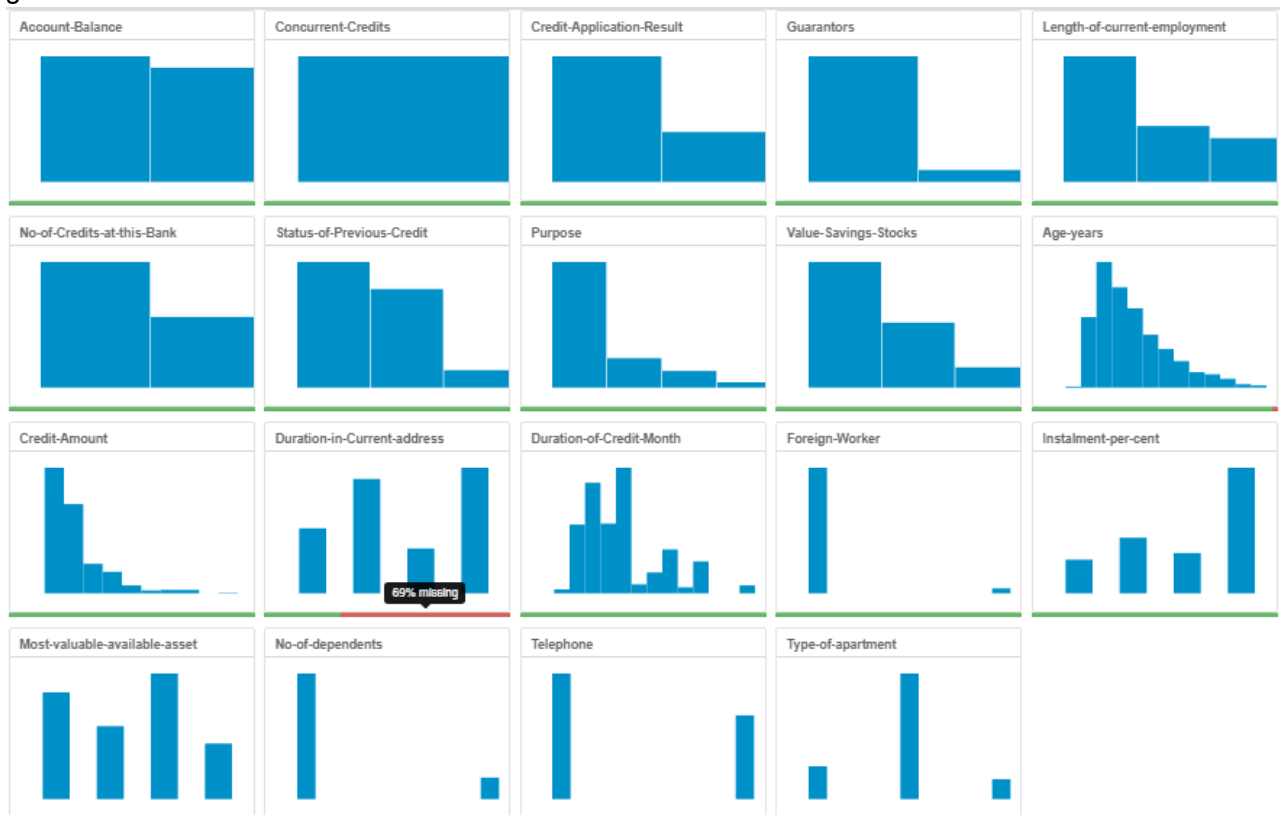 Account-Balance
Concurrent-Credits
Credit-Application-Result
Guarantors
Length-of-current-employment
No-of-Credits-at-this-Bank
Status-of-Previous-Credit
Purpose
Value-Savings-Stocks
Age-years
Credit-Amount
Duration-in-Current-address
Duration-of-Credit-Month
Foreign-Worker
Instalment-per-cent
69% missing
Most-valuable-available-asset
No-of-dependents
Telephone
Type-of-apartment